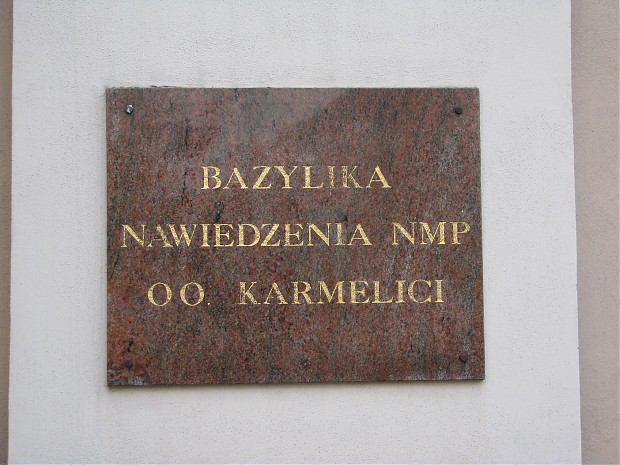 BAZYLIKA
NAWIEDZENIA NMP
OO. KARMELICI